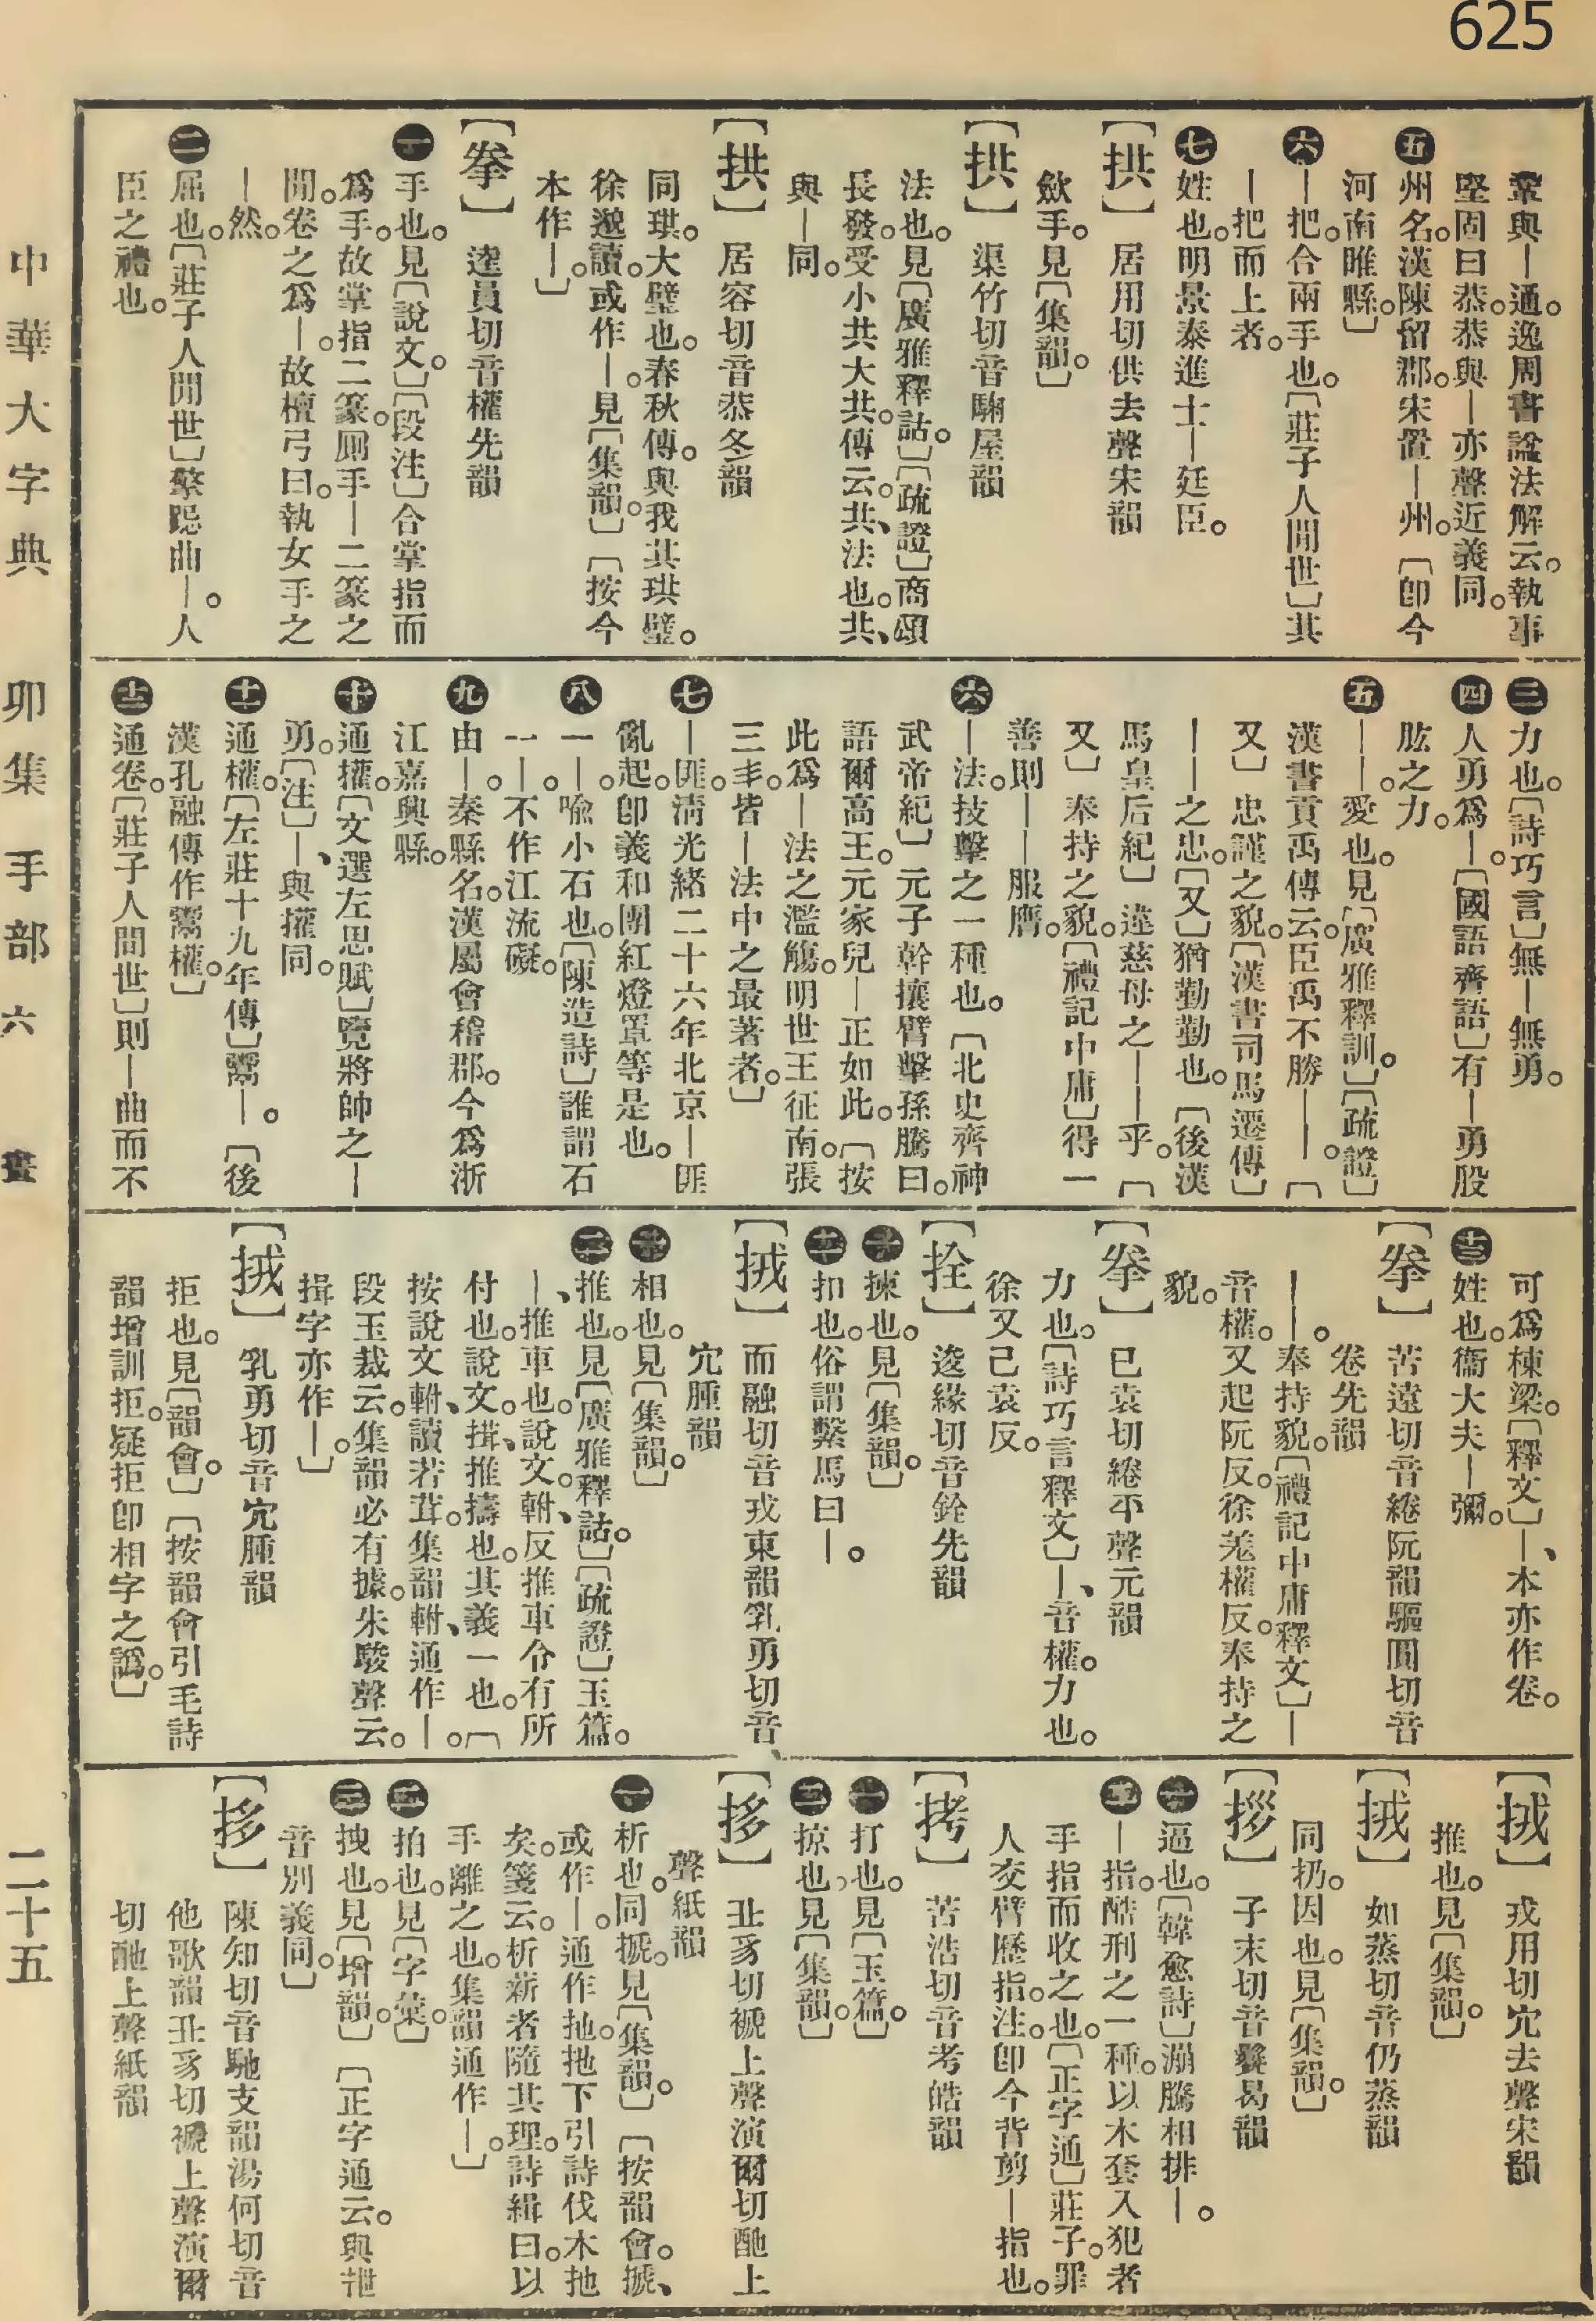 625
鞏與｜通。逸周書諡法解云。執事
堅固曰恭。恭與｜亦聲近義同。
五州名。漢陳留郡。宋置｜州。〔卽今
河南睢縣。〕
六｜把。合兩手也。〔莊子人閒世〕其
｜把而上者。
七姓也。明景泰進士｜廷臣。
【拱】居用切供去聲宋韻
斂手。見〔集韻。〕
【拱】渠竹切音駶屋韻
法也。見〔廣雅釋詁。〕〔疏證〕商頌
長發。受小共大共。傳云。共、法也。共、
與｜同。
【拱】居容切音恭冬韻
同珙。大璧也。春秋傳。與我其珙璧。
徐邈讀。或作｜。見〔集韻。〕〔按今
本作｜。〕
【拳】逵員切音權先韻
一手也。見〔說文。〕〔段注〕合掌指而
爲手。故掌指二篆。厠手｜二篆之
閒。卷之爲｜。故檀弓曰。執女手之
｜然。
二屈也。〔莊子人閒世〕擎跽曲｜。人
臣之禮也。
三力也。〔詩巧言〕無｜無勇。
四人勇爲｜。〔國語齊語〕有｜勇股
肱之力。
五｜｜。愛也。見〔廣雅釋訓。〕〔疏證〕
漢書貢禹傳云。臣禹不勝｜｜。〔
又〕忠謹之貌。〔漢書司馬遷傳〕
｜｜之忠。〔又〕猶勤勤也。〔後漢
馬皇后紀〕違慈母之｜｜乎。〔
又〕奉持之貌。〔禮記中庸〕得一
善則｜｜服膺。
六｜法。技擊之一種也。〔北史齊神
武帝紀〕元子幹攘臂擊孫騰曰。
語爾高王。元家兒｜正如此。〔按
此爲｜法之濫觴。明世王征南。張
三丰。皆｜法中之最著者。〕
七｜匪。淸光緒二十六年北京｜匪
亂起。卽義和團紅燈罩等是也。
八一｜。喩小石也。〔陳造詩〕誰謂石
一｜。不作江流礙。
九由｜。秦縣名。漢屬會稽郡。今爲浙
江嘉興縣。
十通㩲。〔文選左思賦〕覽將帥之｜
勇。〔注〕｜、與㩲同。
十一通權。〔左莊十九年傳〕鬻｜。〔後
漢孔融傳作鬻權。〕
十二通卷。〔莊子人間世〕則｜曲而不
可爲棟梁。〔釋文〕｜、本亦作卷。
十三姓也。衞大夫｜彌。
【拳】苦遠切音綣阮韻驅圓切音
卷先韻
｜｜。奉持貌。〔禮記中庸釋文〕｜
音權。又起阮反。徐羌權反。奉持之
貌。
【拳】已袁切綣平聲元韻
力也。〔詩巧言釋文〕｜、音權。力也。
徐又己袁反。
【拴】逡緣切音銓先韻
一揀也。見〔集韻。〕
二扣也。俗謂繫馬曰｜。
【㧡】而融切音戎東韻乳勇切音
宂腫韻
一相也。見〔集韻。〕
二推也。見〔廣雅釋詁。〕〔疏證〕玉篇。
｜、推車也。說文。軵、反推車令有所
付也。說文。搑、推擣也。其義一也。〔
按說文軵、讀若茸。集韻軵、通作｜。
段玉裁云。集韻必有據。朱駿聲云。
搑字亦作｜。〕
【㧡】乳勇切音宂腫韻
拒也。見〔韻會。〕〔按韻會引毛詩
韻增訓拒。疑拒卽相字之譌。〕
【㧡】戎用切宂去聲宋韻
推也。見〔集韻。〕
【㧡】如蒸切音仍蒸韻
同扔。因也。見〔集韻。〕
【拶】子末切音鬢曷韻
一逼也。〔韓愈詩〕湖騰相排｜。
二｜指。酷刑之一種。以木套入犯者
手指而收之也。〔正字通〕莊子。罪
人交臂歷指。注。卽今背剪｜指也。
【拷】苦浩切音考皓韻
一打也。見〔玉篇。〕
二掠也。見〔集韻。〕
【拸】丑豸切褫上聲演爾切酏上
聲紙韻
一析也。同搋。見〔集韻。〕〔按韻會。搋、
或作｜。通作扡。扡下引詩伐木扡
矣。箋云。析薪者隨其理。詩緝曰。以
手離之也。集韻通作｜。〕
二拍也。見〔字彙。〕
三拽也。見〔增韻。〕〔正字通云。與抴
音別義同。〕
【拸】陳知切音馳支韻湯何切音
他歌韻丑豸切褫上聲演爾
切酏上聲紙韻
中華大字典　卯集　手部　六畫　二十五